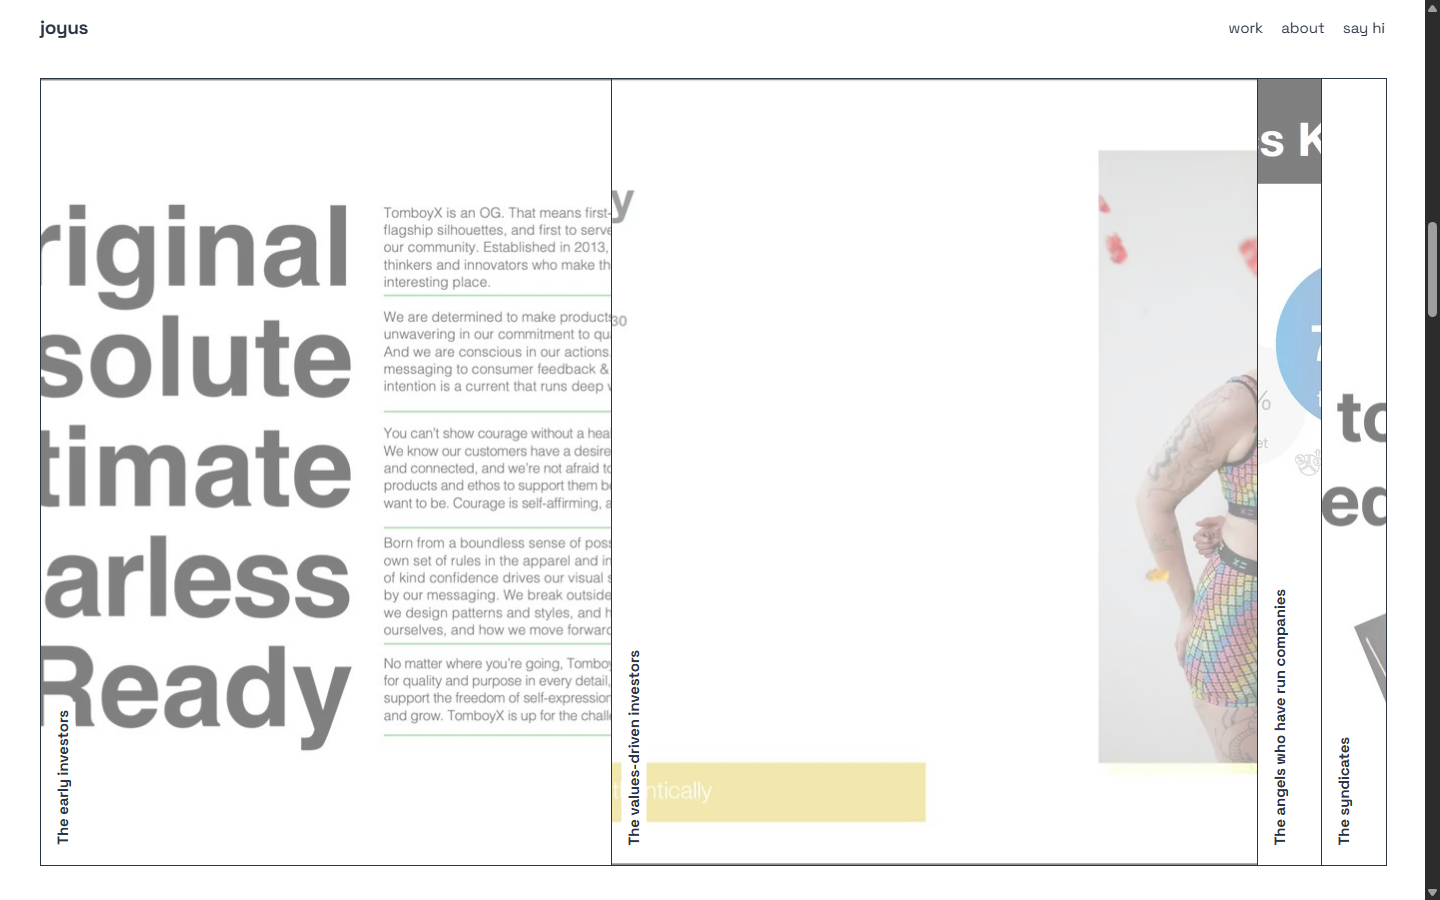 joyus
work about say hi
riginal
solute
timate
arless
Ready
TomboyX is an OG. That means first-
flagship silhouettes, and first to serve
our community. Established in 2013,
thinkers and innovators who make th
interesting place.
We are determined to make products
unwavering in our commitment to qu
And we are conscious in our actions.
messaging to consumer feedback &
intention is a current that runs deep
You can't show courage without a hea
We know our customers have a desire
and connected, and we're not afraid to
products and ethos to support them b
want to be. Courage is self-affirming, a
Born from a boundless sense of poss
own set of rules in the apparel and in
of kind confidence drives our visual s
by our messaging. We break outside
we design patterns and styles, and h
ourselves, and how we move forward
No matter where you're going, Tomboy
for quality and purpose in every detail,
support the freedom of self-expression
and grow. TomboyX is up for the chall
The early investors
y
30
ntically
The values-driven investors
s K
%
et
The angels who have run companies
to
ed
The syndicates